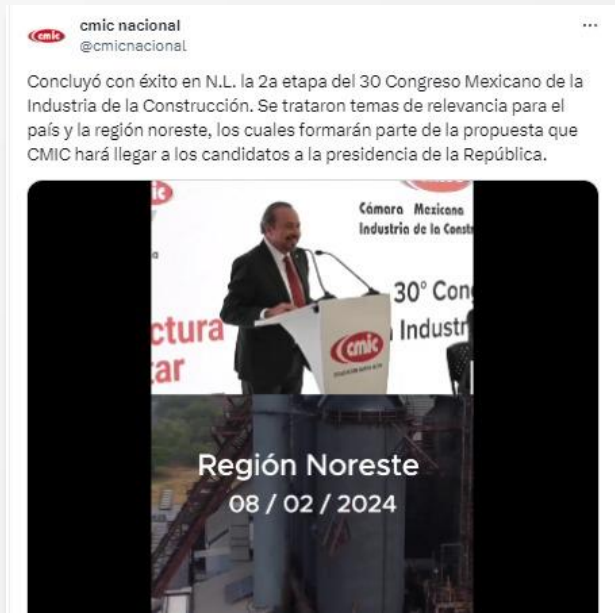 cmic nacional
@cmicnacional
Concluyó con éxito en N.L. la 2a etapa del 30 Congreso Mexicano de la
Industria de la Construcción. Se trataron temas de relevancia para el
país y la región noreste, los cuales formarán parte de la propuesta que
CMIC hará llegar a los candidatos a la presidencia de la República.
Cámara Mexicana
Industria de la Const
30° Con
Industr
ctura
tar
cmic
Región Noreste
08 / 02 / 2024